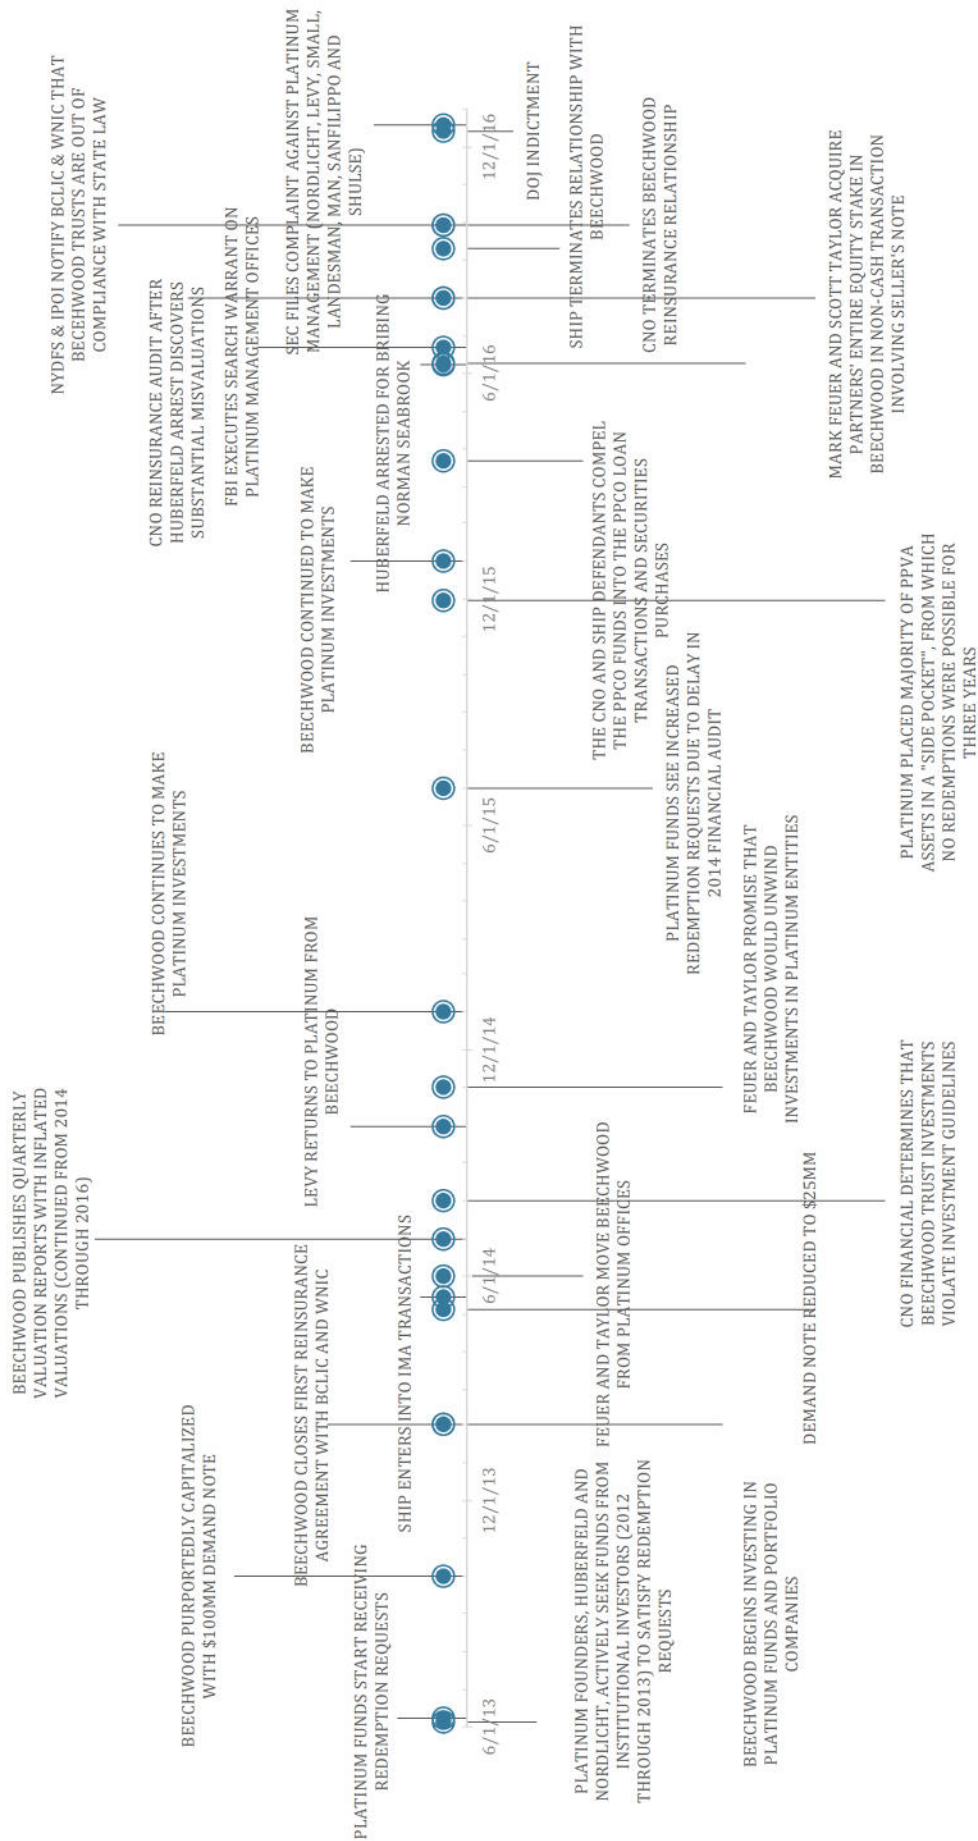 BEECHWOOD PUBLISHES QUARTERLY
VALUATION REPORTS WITH INFLATED
VALUATIONS (CONTINUED FROM 2014
THROUGH 2016)
NYDFS & IPOI NOTIFY BCLIC & WNIC THAT
BECEHWOOD TRUSTS ARE OUT OF
COMPLIANCE WITH STATE LAW
BEECHWOOD PURPORTEDLY CAPITALIZED
WITH $100MM DEMAND NOTE
BEECHWOOD CONTINUES TO MAKE
PLATINUM INVESTMENTS
CNO REINSURANCE AUDIT AFTER
HUBERFELD ARREST DISCOVERS
SUBSTANTIAL MISVALUATIONS
FBI EXECUTES SEARCH WARRANT ON
PLATINUM MANAGEMENT OFFICES
BEECHWOOD CLOSES FIRST REINSURANCE
AGREEMENT WITH BCLIC AND WNIC
LEVY RETURNS TO PLATINUM FROM
BEECHWOOD
BEECHWOOD CONTINUED TO MAKE
PLATINUM INVESTMENTS
SEC FILES COMPLAINT AGAINST PLATINUM
MANAGEMENT (NORDLICHT, LEVY, SMALL,
LANDESMAN, MAN, SANFILIPPO AND
SHULSE)
PLATINUM FUNDS START RECEIVING
REDEMPTION REQUESTS
SHIP ENTERS INTO IMA TRANSACTIONS
HUBERFELD ARRESTED FOR BRIBING
NORMAN SEABROOK
6/1/13
12/1/13
6/1/14
12/1/14
6/1/15
12/1/15
6/1/16
12/1/16
DOJ INDICTMENT
PLATINUM FOUNDERS, HUBERFELD AND
NORDLICHT, ACTIVELY SEEK FUNDS FROM
INSTITUTIONAL INVESTORS (2012
THROUGH 2013) TO SATISFY REDEMPTION
REQUESTS
FEUER AND TAYLOR MOVE BEECHWOOD
FROM PLATINUM OFFICES
THE CNO AND SHIP DEFENDANTS COMPEL
THE PPCO FUNDS INTO THE PPCO LOAN
TRANSACTIONS AND SECURITIES
PURCHASES
SHIP TERMINATES RELATIONSHIP WITH
BEECHWOOD
PLATINUM FUNDS SEE INCREASED
REDEMPTION REQUESTS DUE TO DELAY IN
2014 FINANCIAL AUDIT
CNO TERMINATES BEECHWOOD
REINSURANCE RELATIONSHIP
BEECHWOOD BEGINS INVESTING IN
PLATINUM FUNDS AND PORTFOLIO
COMPANIES
FEUER AND TAYLOR PROMISE THAT
BEECHWOOD WOULD UNWIND
INVESTMENTS IN PLATINUM ENTITIES
DEMAND NOTE REDUCED TO $25MM
MARK FEUER AND SCOTT TAYLOR ACQUIRE
PARTNERS' ENTIRE EQUITY STAKE IN
BEECHWOOD IN NON-CASH TRANSACTION
INVOLVING SELLER'S NOTE
CNO FINANCIAL DETERMINES THAT
BEECHWOOD TRUST INVESTMENTS
VIOLATE INVESTMENT GUIDELINES
PLATINUM PLACED MAJORITY OF PPVA
ASSETS IN A "SIDE POCKET", FROM WHICH
NO REDEMPTIONS WERE POSSIBLE FOR
THREE YEARS